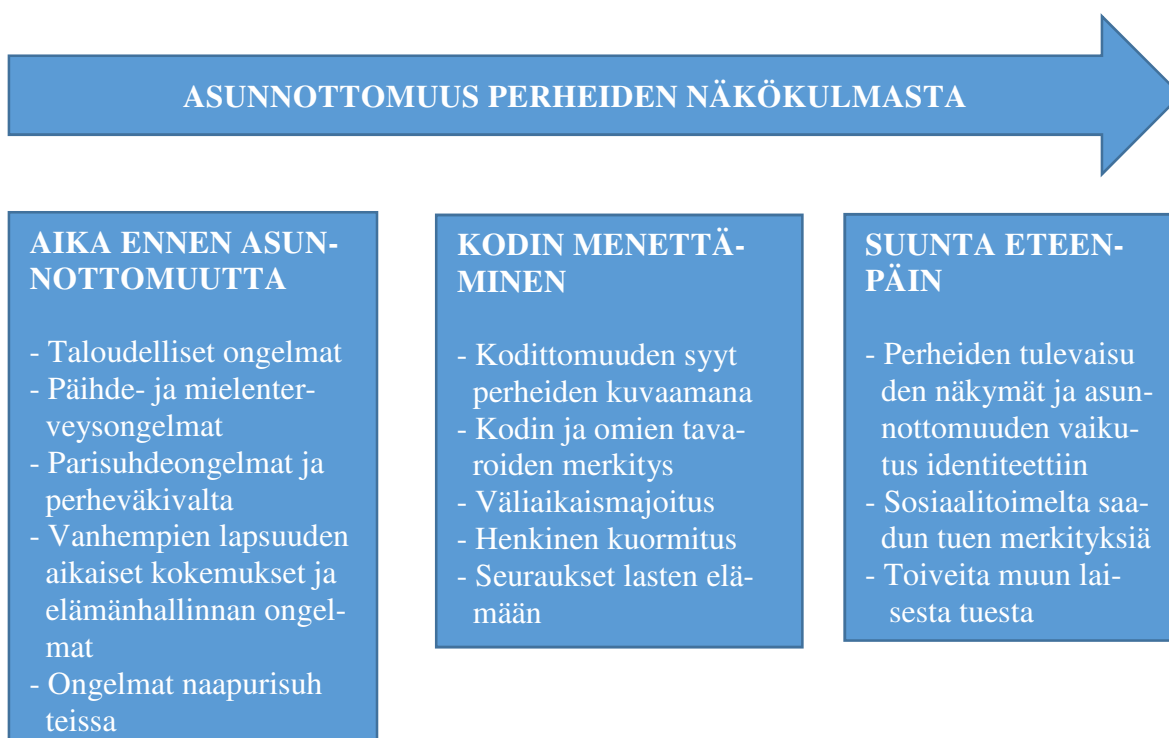 ASUNNOTTOMUUS PERHEIDEN NÄKÖKULMASTA
AIKA ENNEN ASUN-
NOTTOMUUTTA
- Taloudelliset ongelmat
- Päihde- ja mielenter-
veysongelmat
- Parisuhdeongelmat ja
perheväkivalta
- Vanhempien lapsuuden
aikaiset kokemukset ja
elämänhallinnan ongel-
mat
- Ongelmat naapurisuh
teissa
KODIN MENETTÄ-
MINEN
- Kodittomuuden syyt
perheiden kuvaamana
- Kodin ja omien tava-
roiden merkitys
- Väliaikaismajoitus
- Henkinen kuormitus
- Seuraukset lasten elä-
mään
SUUNTA ETEEN-
PÄIN
- Perheiden tulevaisu
den näkymät ja asun-
nottomuuden vaiku-
tus identiteettiin
- Sosiaalitoimelta saa-
dun tuen merkityksiä
- Toiveita muun lai-
sesta tuesta